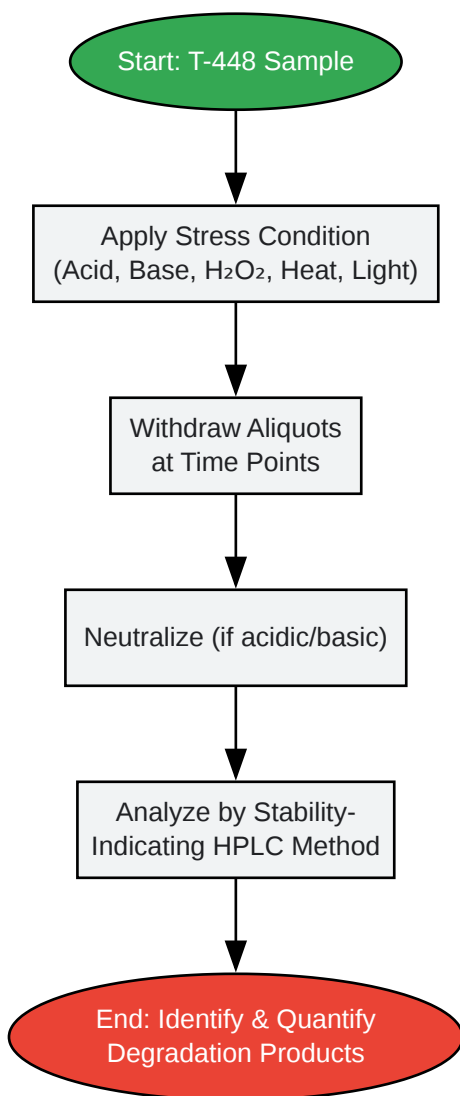 Start: T-448 Sample
Apply Stress Condition
(Acid, Base, H₂O₂, Heat, Light)
Withdraw Aliquots
at Time Points
Neutralize (if acidic/basic)
Analyze by Stability-
Indicating HPLC Method
End: Identify & Quantify
Degradation Products